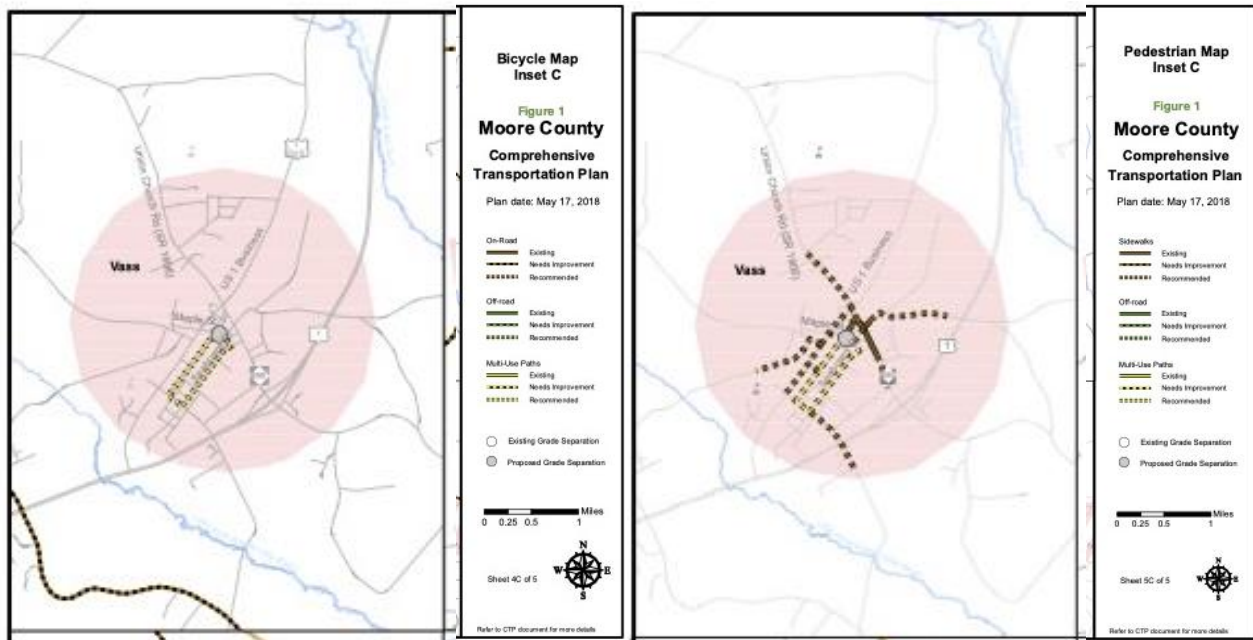 Union Church Rd (SR 1805)
US 1 Business
Vass
1
Bicycle Map
Inset C
Figure 1
Moore County
Comprehensive
Transportation Plan
Plan date: May 17, 2018
On-Road
Existing
Needs Improvement
Recommended
Off-road
Existing
Needs Improvement
Recommended
Multi-Use Paths
Existing
Needs Improvement
Recommended
Existing Grade Separation
Proposed Grade Separation
Miles
0 0.25 0.5 1
N
W E
S
Sheet 4C of 5
Refer to CTP document for more details
Union Church Rd
US 1 Business
Vass
1
Pedestrian Map
Inset C
Figure 1
Moore County
Comprehensive
Transportation Plan
Plan date: May 17, 2018
Sidewalks
Existing
Needs Improvement
Recommended
Off-road
Existing
Needs Improvement
Recommended
Multi-Use Paths
Existing
Needs Improvement
Recommended
Existing Grade Separation
Proposed Grade Separation
Miles
0 0.25 0.5 1
N
W E
S
Sheet 5C of 5
Refer to CTP document for more details